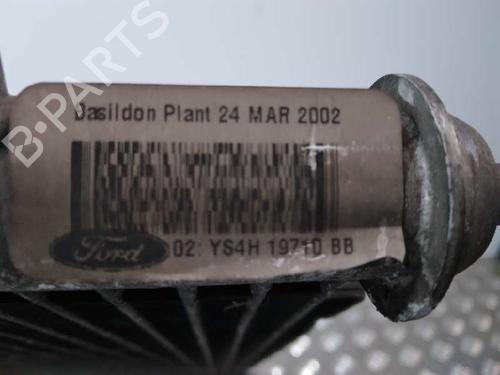 B-PARTS
Basildon Plant 24 MAR 2002
Ford 02: YS4H 19710 BB